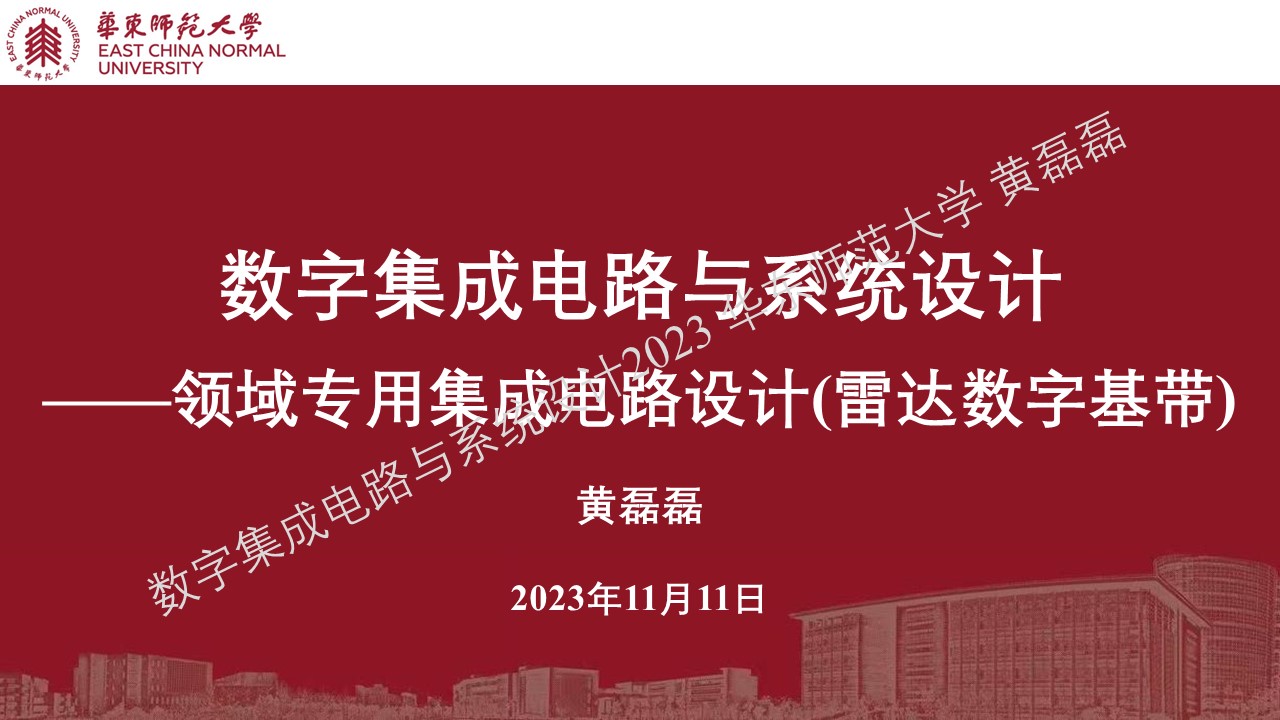 華東師範大學
EAST CHINA NORMAL
UNIVERSITY
EAST CHINA NORMAL UNIVERSITY
華東师范大学
数字集成电路与系统设计
——领域专用集成电路设计(雷达数字基带)
黄磊磊
2023年11月11日
数字集成电路与系统设计2023 华东师范大学 黄磊磊